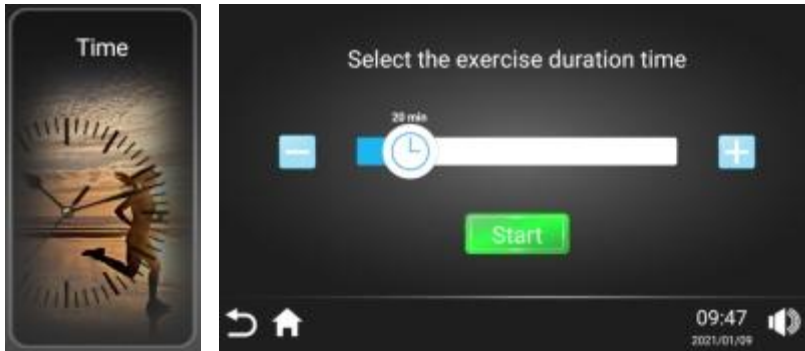 Time
Select the exercise duration time
20 min
Start
09:47
2021/01/09